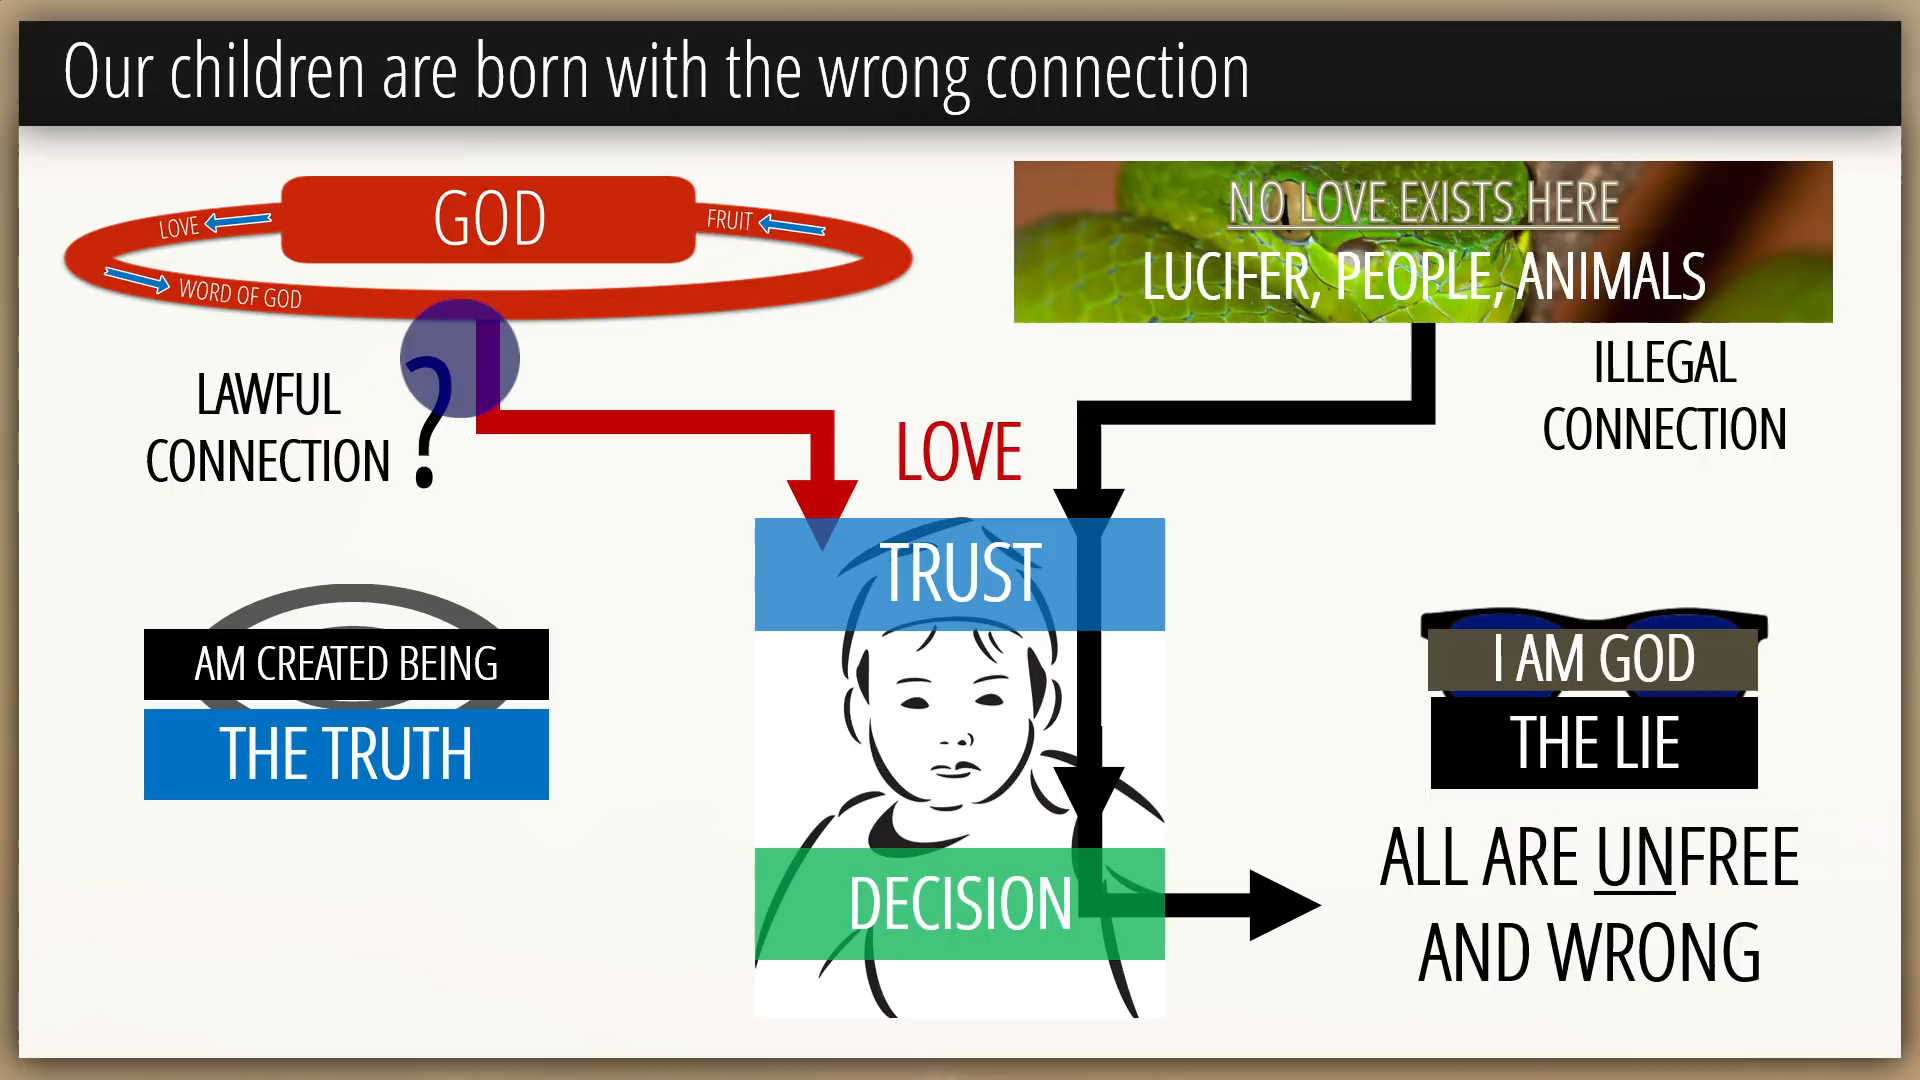 Our children are born with the wrong connection
GOD
LOVE
FRUIT
WORD OF GOD
NO LOVE EXISTS HERE
LUCIFER, PEOPLE, ANIMALS
LAWFUL
CONNECTION ?
LOVE
ILLEGAL
CONNECTION
TRUST
AM CREATED BEING
THE TRUTH
I AM GOD
THE LIE
DECISION
ALL ARE UNFREE
AND WRONG